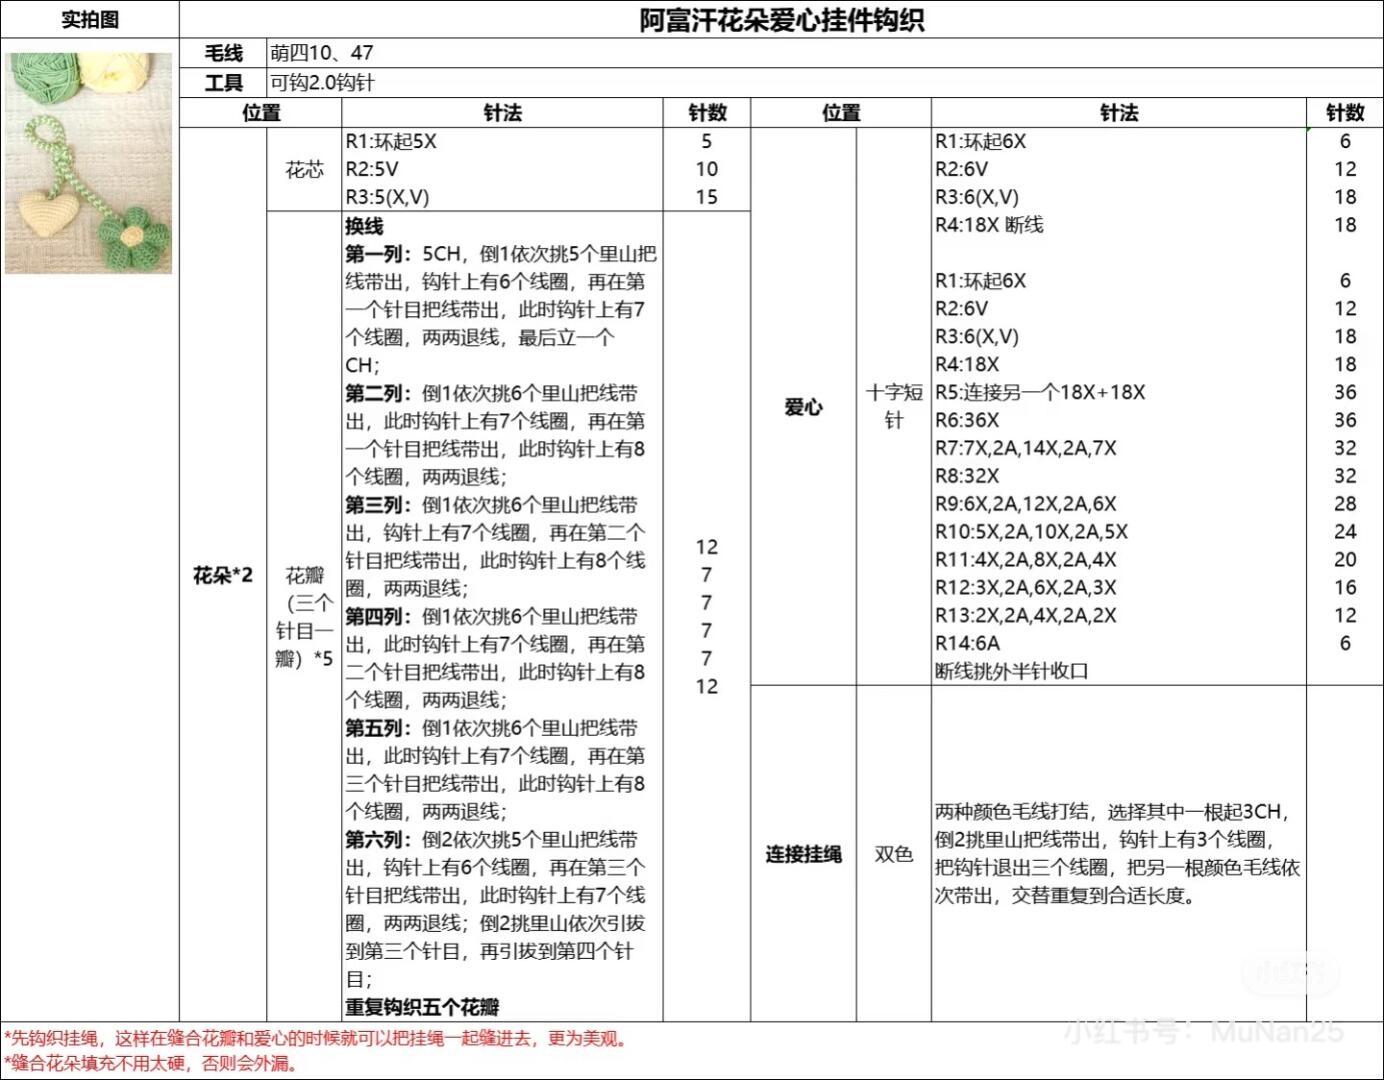 实拍图
阿富汗花朵爱心挂件钩织
毛线
萌四10、47
工具
可钩2.0钩针
位置
针法
针数
花朵*2
花芯
R1:环起5X
5
R2:5V
10
R3:5(X,V)
15
花瓣
（三个
针目一
瓣）*5
换线
第一列：5CH，倒1依次挑5个里山把
线带出，钩针上有6个线圈，再在第
一个针目把线带出，此时钩针上有7
个线圈，两两退线，最后立一个
CH；
第二列：倒1依次挑6个里山把线带
出，此时钩针上有7个线圈，再在第
一个针目把线带出，此时钩针上有8
个线圈，两两退线；
第三列：倒1依次挑6个里山把线带
出，钩针上有7个线圈，再在第二个
针目把线带出，此时钩针上有8个线
圈，两两退线；
第四列：倒1依次挑6个里山把线带
出，此时钩针上有7个线圈，再在第
二个针目把线带出，此时钩针上有8
个线圈，两两退线；
第五列：倒1依次挑6个里山把线带
出，此时钩针上有7个线圈，再在第
三个针目把线带出，此时钩针上有8
个线圈，两两退线；
第六列：倒2依次挑5个里山把线带
出，钩针上有6个线圈，再在第三个
针目把线带出，此时钩针上有7个线
圈，两两退线；倒2挑里山依次引拔
到第三个针目，再引拔到第四个针
目；
重复钩织五个花瓣
12
7
7
7
7
12
位置
针法
针数
爱心
十字短
针
R1:环起6X
6
R2:6V
12
R3:6(X,V)
18
R4:18X 断线
18
R1:环起6X
6
R2:6V
12
R3:6(X,V)
18
R4:18X
18
R5:连接另一个18X+18X
36
R6:36X
36
R7:7X,2A,14X,2A,7X
32
R8:32X
32
R9:6X,2A,12X,2A,6X
28
R10:5X,2A,10X,2A,5X
24
R11:4X,2A,8X,2A,4X
20
R12:3X,2A,6X,2A,3X
16
R13:2X,2A,4X,2A,2X
12
R14:6A
6
断线挑外半针收口
连接挂绳
双色
两种颜色毛线打结，选择其中一根起3CH，
倒2挑里山把线带出，钩针上有3个线圈，
把钩针退出三个线圈，把另一根颜色毛线依
次带出，交替重复到合适长度。
*先钩织挂绳，这样在缝合花瓣和爱心的时候就可以把挂绳一起缝进去，更为美观。
*缝合花朵填充不用太硬，否则会外漏。
小红书
小红书号：MuNan25